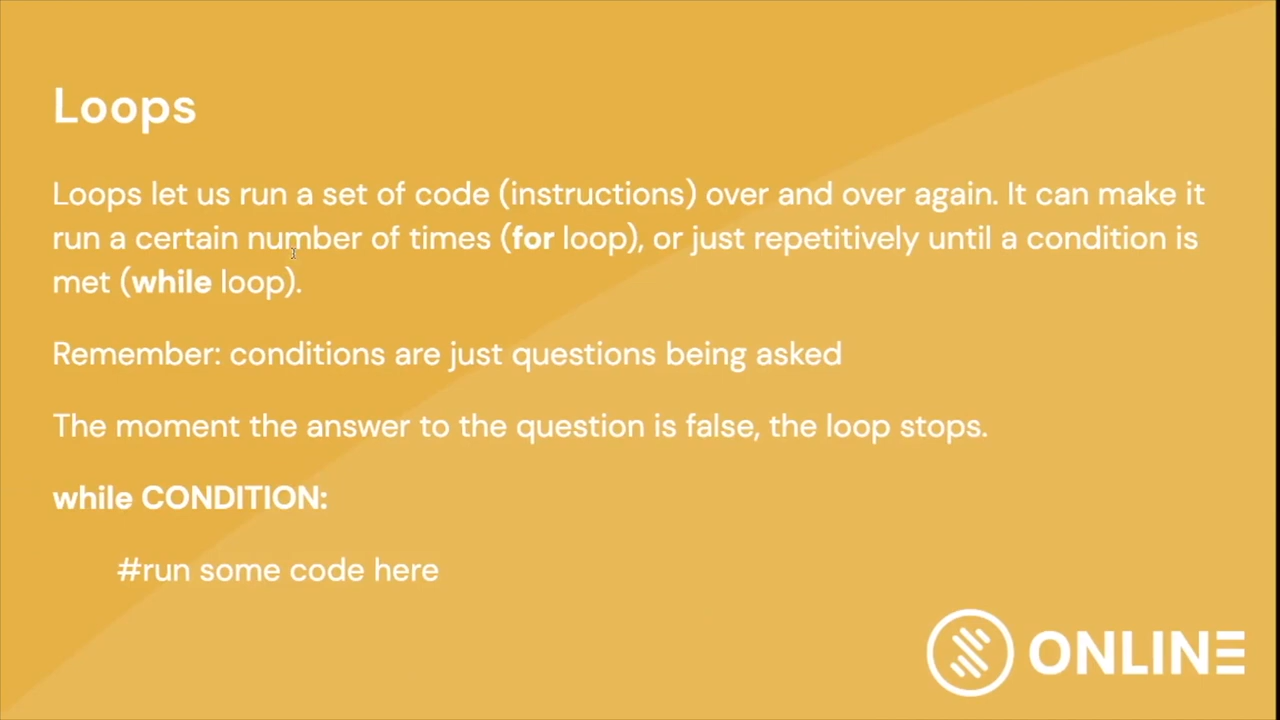 Loops
Loops let us run a set of code (instructions) over and over again. It can make it
run a certain number of times (for loop), or just repetitively until a condition is
met (while loop).
Remember: conditions are just questions being asked
The moment the answer to the question is false, the loop stops.
while CONDITION:
#run some code here
ONLINE